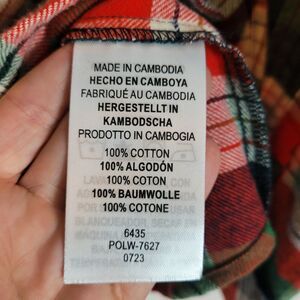 MADE IN CAMBODIA
HECHO EN CAMBOYA
FABRIQUÉ AU CAMBODIA
HERGESTELLT IN
KAMBODSCHA
PRODOTTO IN CAMBOGIA
100% COTTON
100% ALGODÓN
100% COTON
100% BAUMWOLLE
100% COTONE
6435
POLW-7627
0723